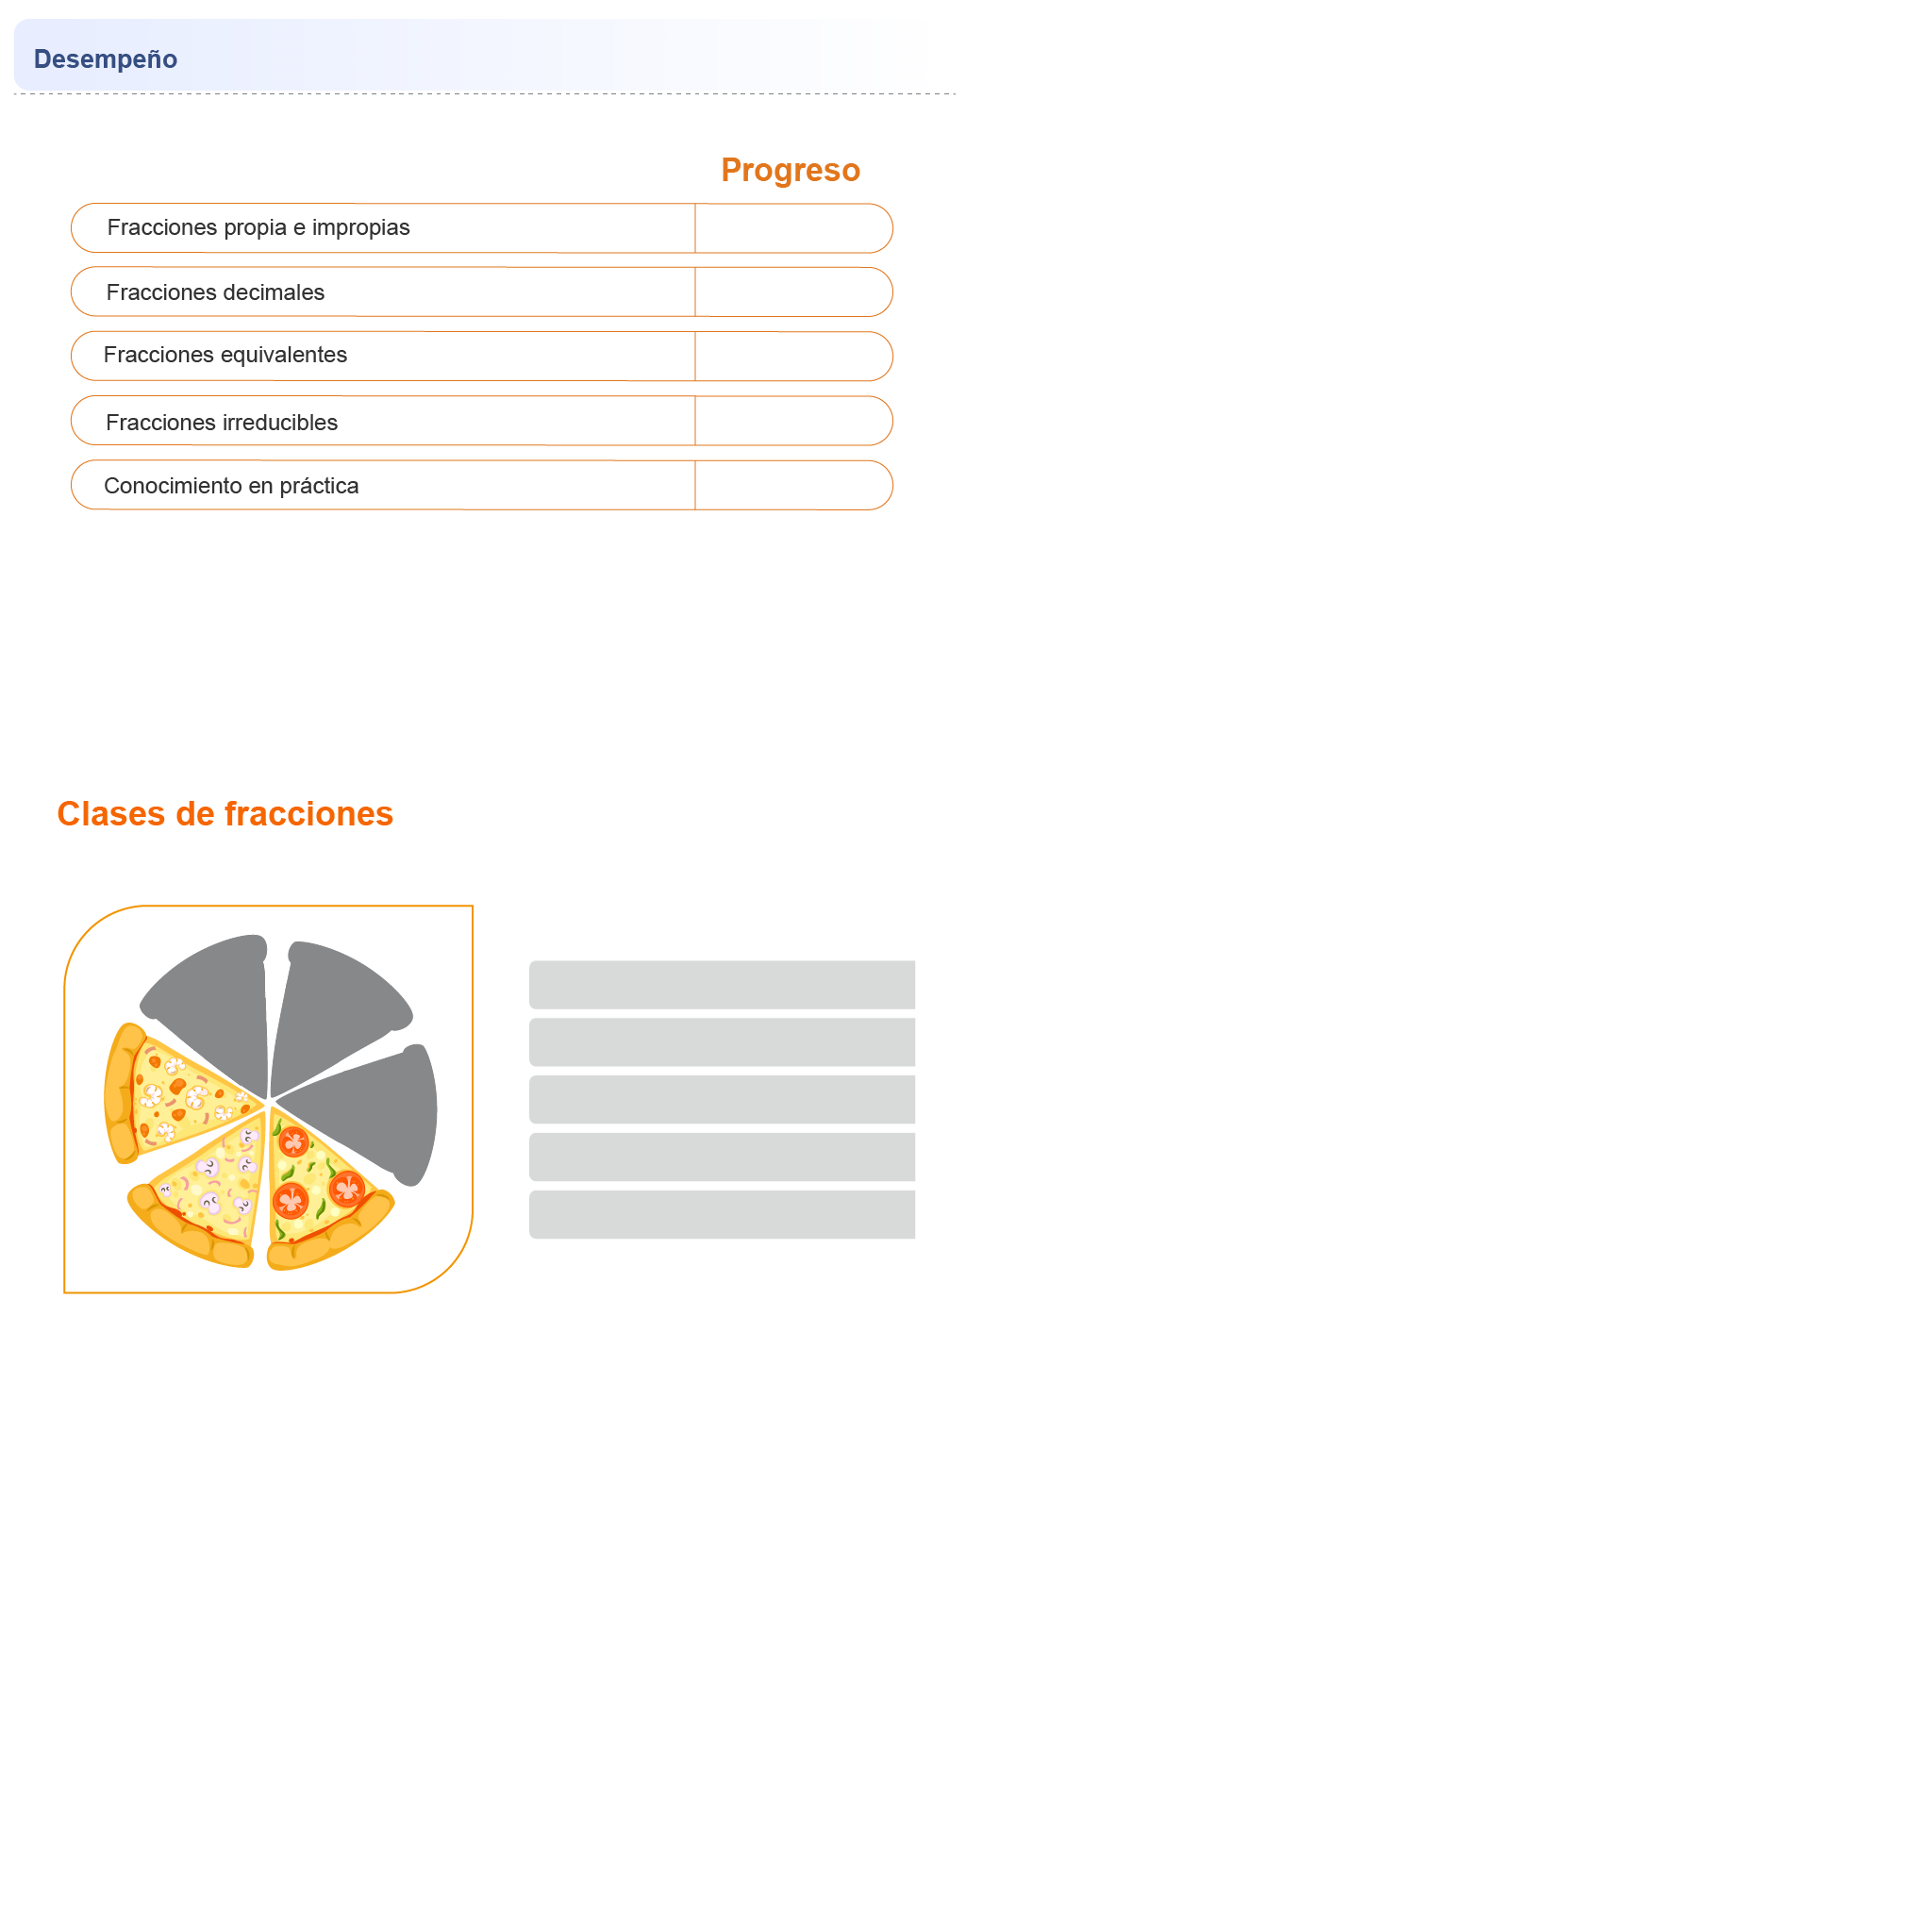 Desempeño
Progreso
Fracciones propia e impropias
Fracciones decimales
Fracciones equivalentes
Fracciones irreducibles
Conocimiento en práctica
Clases de fracciones